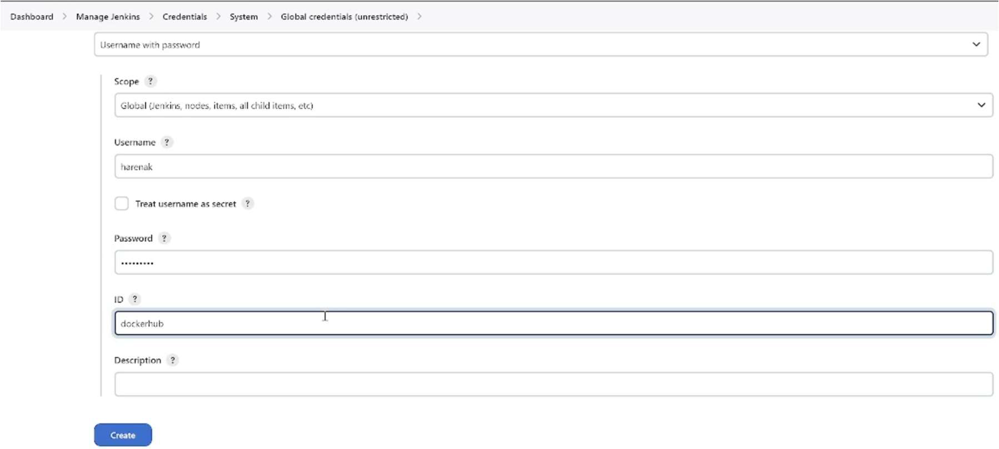 Dashboard > Manage Jenkins > Credentials > System > Global credentials (unrestricted) >
Username with password
Scope ?
Global (Jenkins, nodes, items, all child items, etc)
Username ?
harenak
Treat username as secret ?
Password ?
•••••••••
ID ?
dockerhub
Description ?
Create